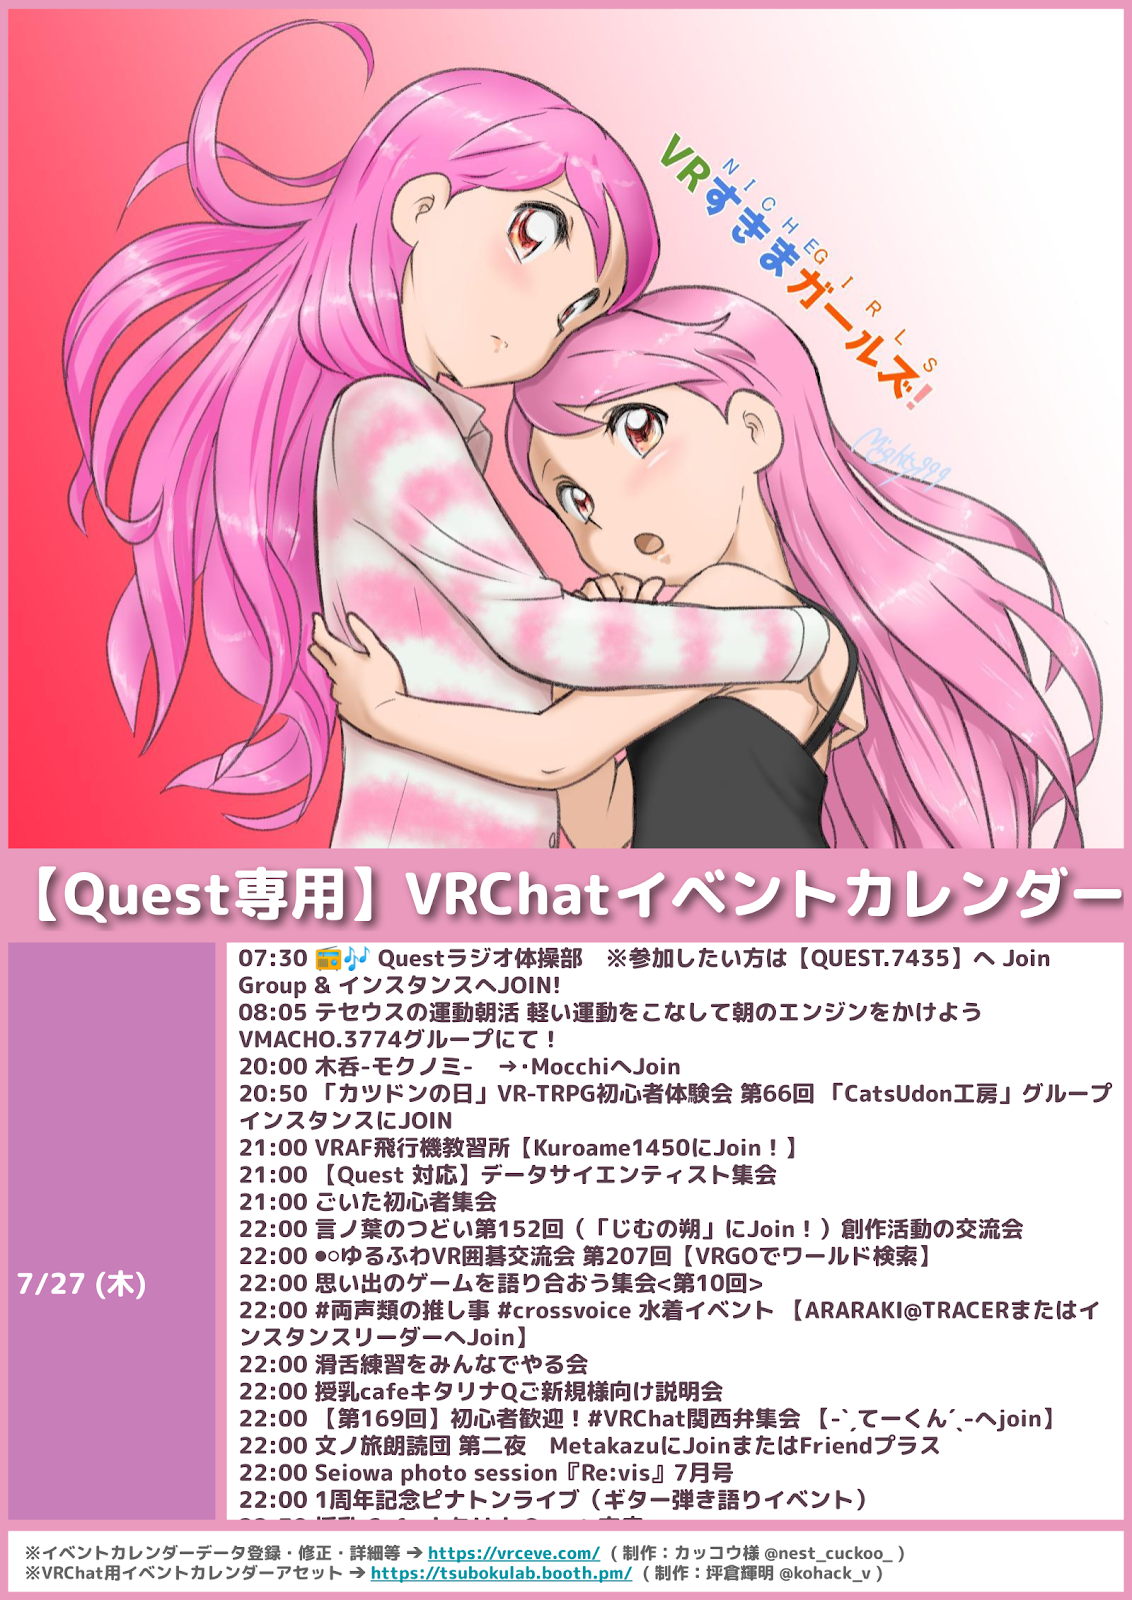 VRすきまガールズ!
NICHEGIRLS
Mighty999
【Quest専用】VRChatイベントカレンダー
7/27 (木)
07:30 📻🎶 Questラジオ体操部　※参加したい方は【QUEST.7435】へ Join
Group & インスタンスへJOIN!
08:05 テセウスの運動朝活 軽い運動をこなして朝のエンジンをかけよう
VMACHO.3774グループにて！
20:00 木呑-モクノミ-　→･MocchiへJoin
20:50 「カツドンの日」VR-TRPG初心者体験会 第66回 「CatsUdon工房」グループ
インスタンスにJOIN
21:00 VRAF飛行機教習所【Kuroame1450にJoin！】
21:00 【Quest 対応】データサイエンティスト集会
21:00 ごいた初心者集会
22:00 言ノ葉のつどい第152回（「じむの朔」にJoin！）創作活動の交流会
22:00 ⚫︎⚪︎ゆるふわVR囲碁交流会 第207回【VRGOでワールド検索】
22:00 思い出のゲームを語り合おう集会<第10回>
22:00 #両声類の推し事 #crossvoice 水着イベント 【ARARAKI@TRACERまたはイ
ンスタンスリーダーへJoin】
22:00 滑舌練習をみんなでやる会
22:00 授乳cafeキタリナQご新規様向け説明会
22:00 【第169回】初心者歓迎！#VRChat関西弁集会 【-ˋˏてーくんˊˎ-へjoin】
22:00 文ノ旅朗読団 第二夜　MetakazuにJoinまたはFriendプラス
22:00 Seiowa photo session『Re:vis』7月号
22:00 1周年記念ピナトンライブ（ギター弾き語りイベント）
※イベントカレンダーデータ登録・修正・詳細等 ➔ https://vrceve.com/ （ 制作：カッコウ様 @nest_cuckoo_ ）
※VRChat用イベントカレンダーアセット ➔ https://tsubokulab.booth.pm/ （ 制作：坪倉輝明 @kohack_v ）